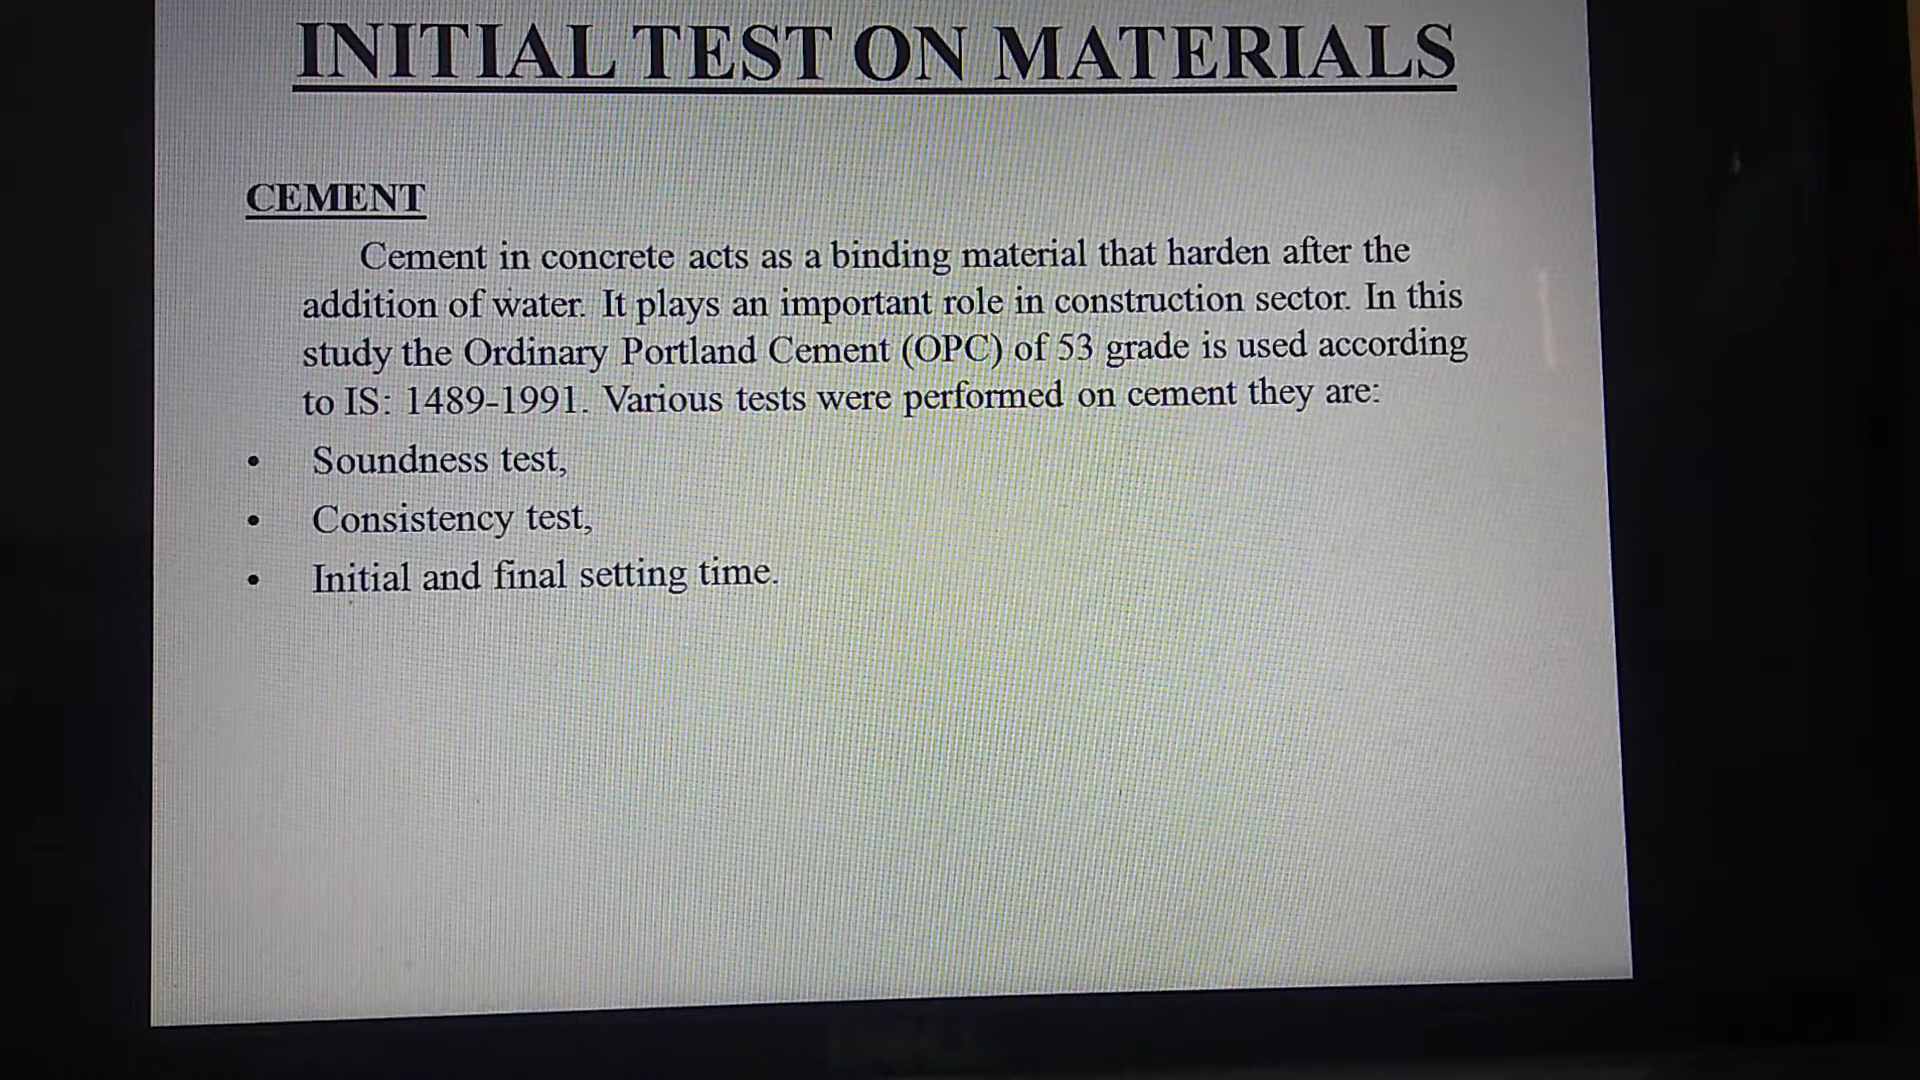 INITIAL TEST ON MATERIALS
CEMENT
Cement in concrete acts as a binding material that harden after the
addition of water. It plays an important role in construction sector. In this
study the Ordinary Portland Cement (OPC) of 53 grade is used according
to IS: 1489-1991. Various tests were performed on cement they are:
• Soundness test,
• Consistency test,
• Initial and final setting time.